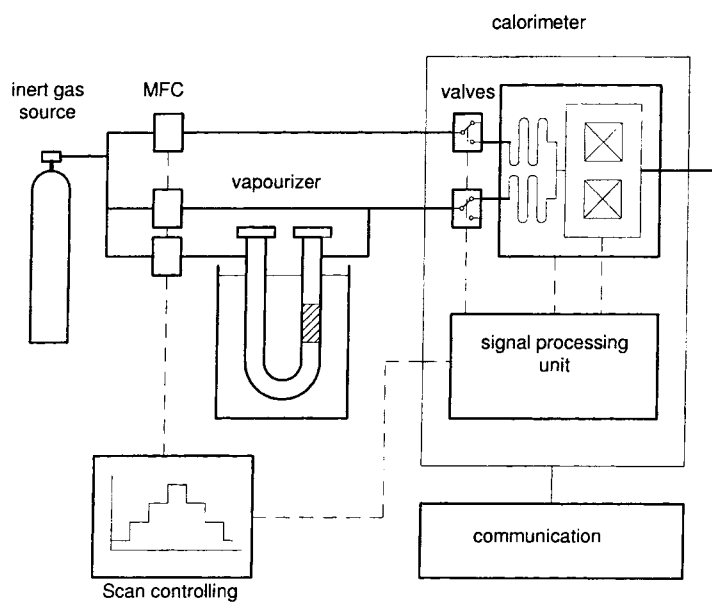 calorimeter
inert gas
source
MFC
valves
vapourizer
signal processing
unit
communication
Scan controlling